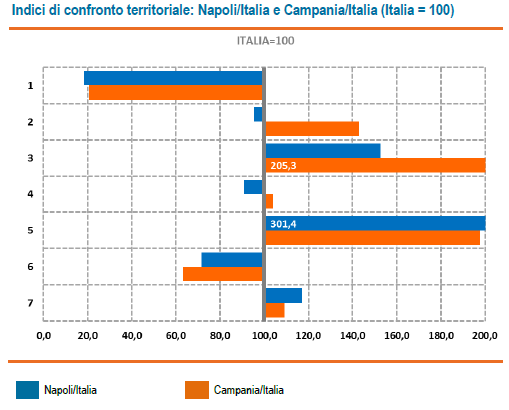 Indici di confronto territoriale: Napoli/Italia e Campania/Italia (Italia = 100)
ITALIA=100
1
2
3
205,3
4
5
301,4
6
7
0,0 20,0 40,0 60,0 80,0 100,0 120,0 140,0 160,0 180,0 200,0
Napoli/Italia Campania/Italia